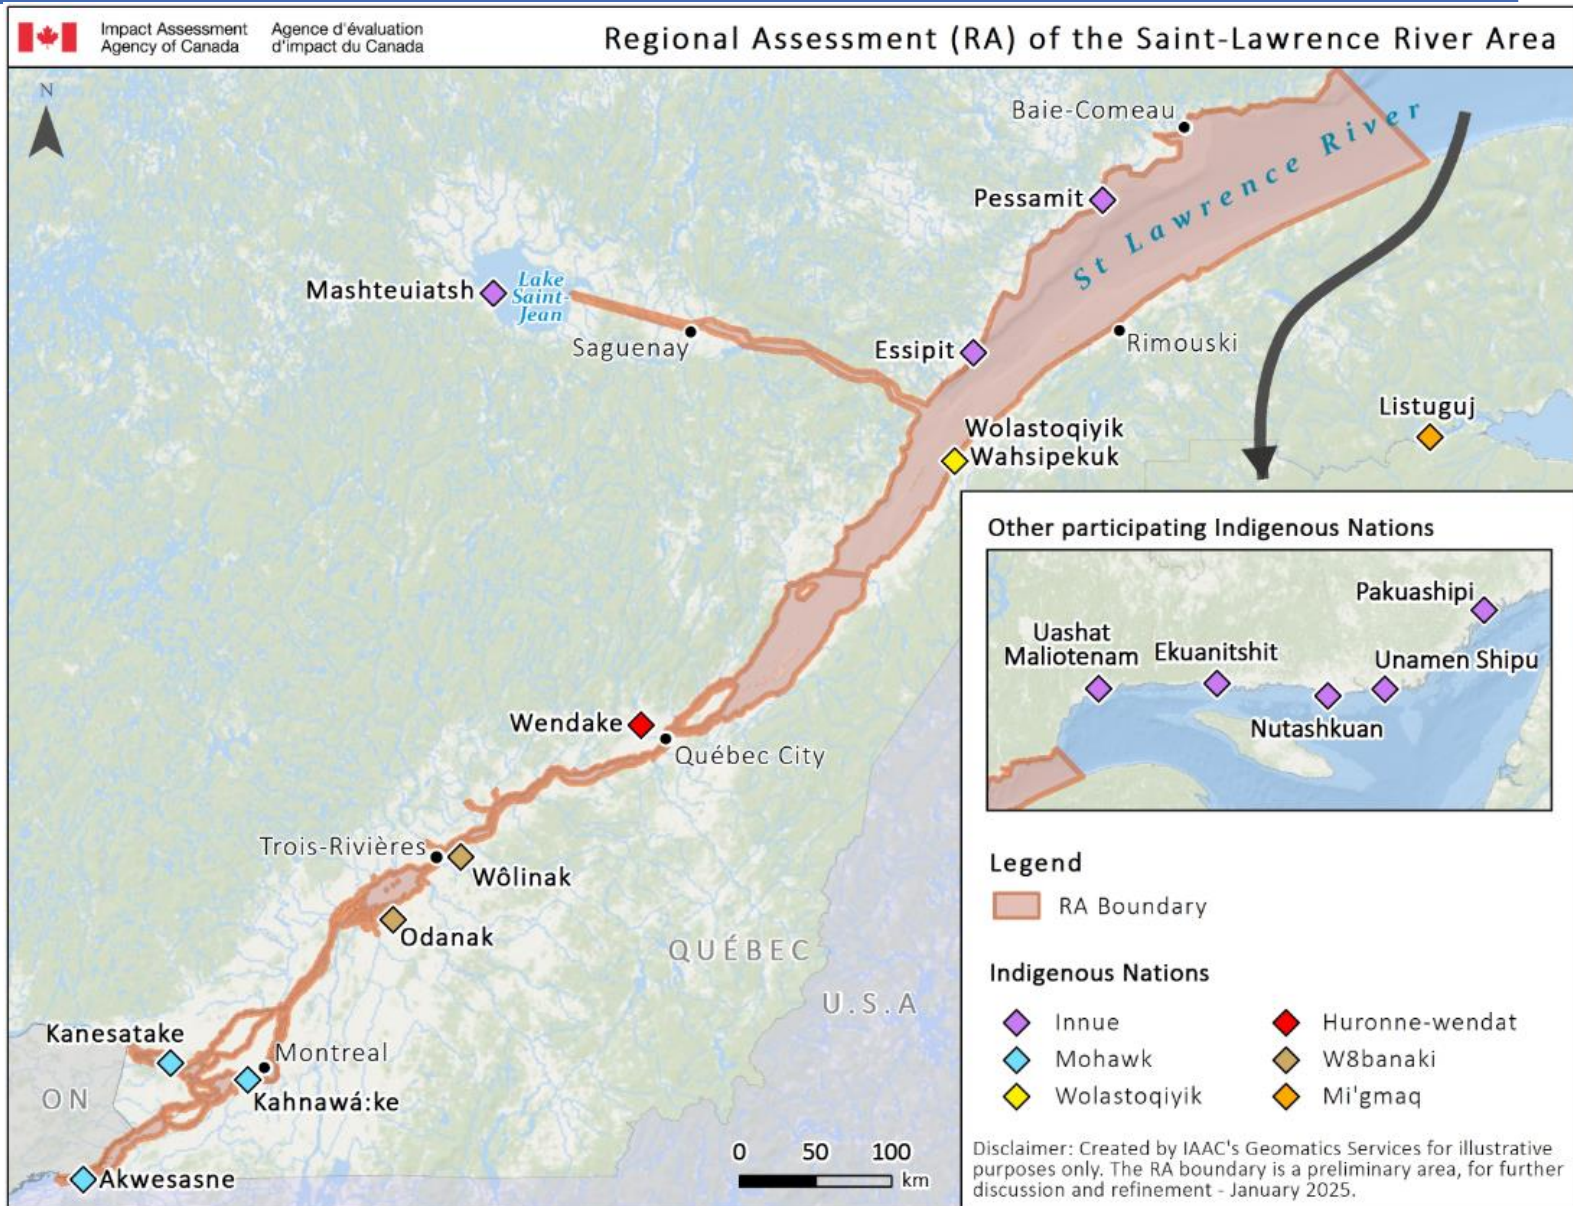 Impact Assessment
Agency of Canada
Agence d'évaluation
d'impact du Canada
Regional Assessment (RA) of the Saint-Lawrence River Area
N
Baie-Comeau
St Lawrence River
Pessamit
Mashteuiatsh
Lake
Saint-
Jean
Saguenay
Essipit
Rimouski
Listuguj
Wolastoqiyik
Wahsipekuk
Wendake
Québec City
Trois-Rivières
Wôlinak
Odanak
QUÉBEC
U.S.A
Kanesatake
Montreal
ON
Kahnawá:ke
Akwesasne
0 50 100
km
Other participating Indigenous Nations
Pakuashipi
Uashat
Maliotenam
Ekuanitshit
Unamen Shipu
Nutashkuan
Legend
RA Boundary
Indigenous Nations
Innue
Mohawk
Wolastoqiyik
Huronne-wendat
W8banaki
Mi'gmaq
Disclaimer: Created by IAAC's Geomatics Services for illustrative
purposes only. The RA boundary is a preliminary area, for further
discussion and refinement - January 2025.